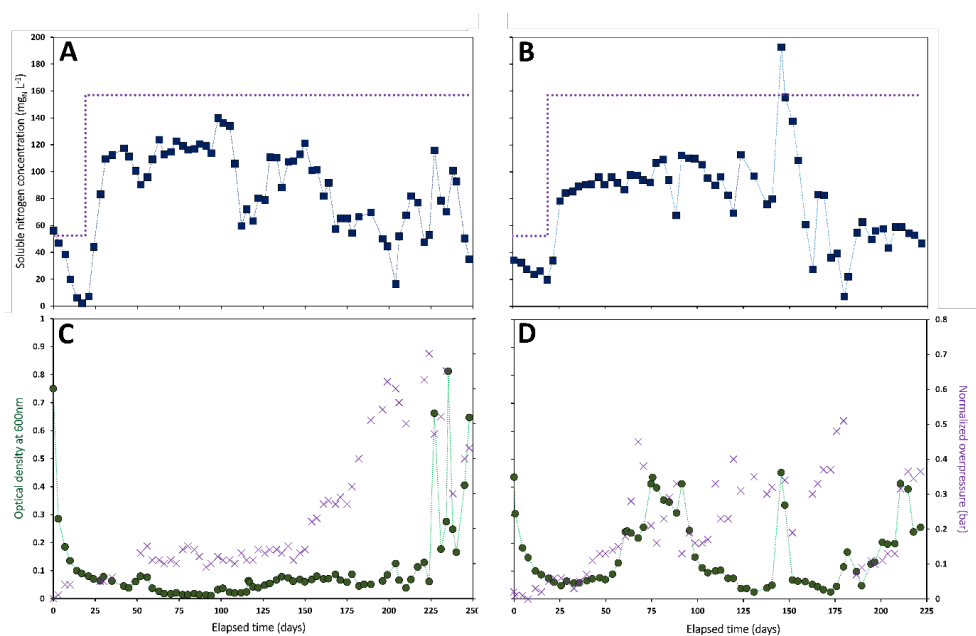 A
B
200
180
160
140
120
100
80
60
40
20
0
Soluble nitrogen concentration (mgN L-1)
C
D
1
0.9
0.8
0.7
0.6
0.5
0.4
0.3
0.2
0.1
0
Optical density at 600nm
0.8
0.7
0.6
0.5
0.4
0.3
0.2
0.1
0
Normalized overpressure (bar)
0 25 50 75 100 125 150 175 200 225 250
0 25 50 75 100 125 150 175 200 225
Elapsed time (days)
Elapsed time (days)